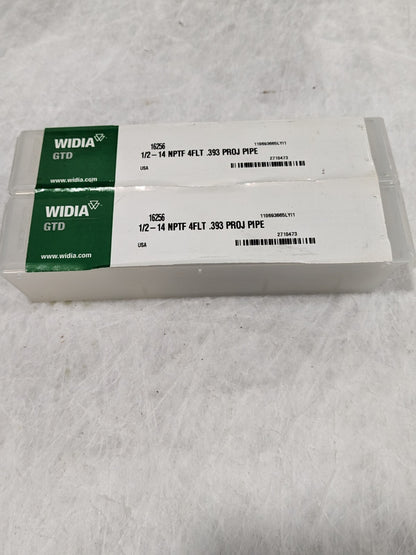 WIDIA
GTD
www.widia.com
16256
1/2-14 NPTF 4FLT .393 PROJ PIPE
USA
2716473
WIDIA
GTD
www.widia.com
16256
1/2-14 NPTF 4FLT .393 PROJ PIPE
USA
2716473